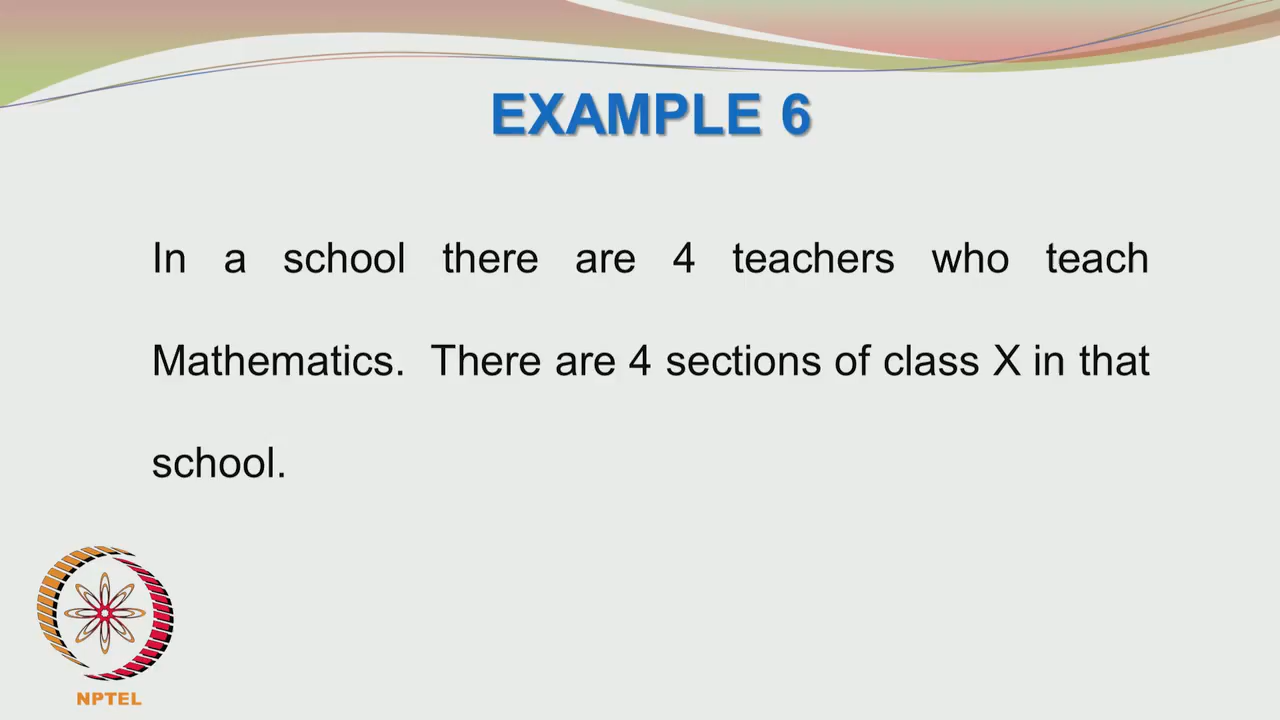 EXAMPLE 6
In a school there are 4 teachers who teach
Mathematics. There are 4 sections of class X in that
school.
NPTEL